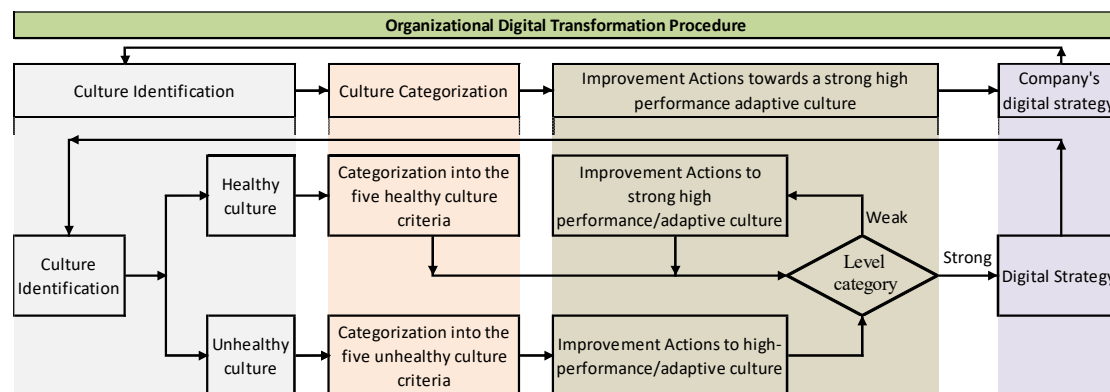 Organizational Digital Transformation Procedure
Culture Identification
Culture Categorization
Improvement Actions towards a strong high
performance adaptive culture
Company's
digital strategy
Healthy
culture
Categorization into the
five healthy culture
criteria
Improvement Actions to
strong high
performance/adaptive culture
Weak
Culture
Identification
Level
category
Strong
Digital Strategy
Unhealthy
culture
Categorization into the
five unhealthy culture
criteria
Improvement Actions to high-
performance/adaptive culture